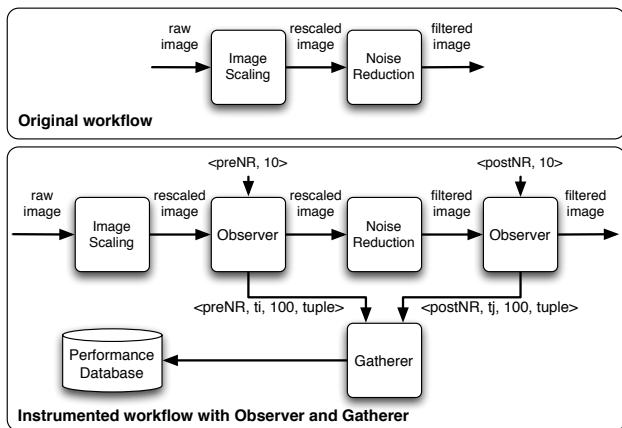 raw
image
Image
Scaling
rescaled
image
Noise
Reduction
filtered
image
Original workflow
<preNR, 10>
<postNR, 10>
raw
image
Image
Scaling
rescaled
image
Observer
rescaled
image
Noise
Reduction
filtered
image
Observer
filtered
image
<preNR, ti, 100, tuple>
<postNR, tj, 100, tuple>
Performance
Database
Gatherer
Instrumented workflow with Observer and Gatherer